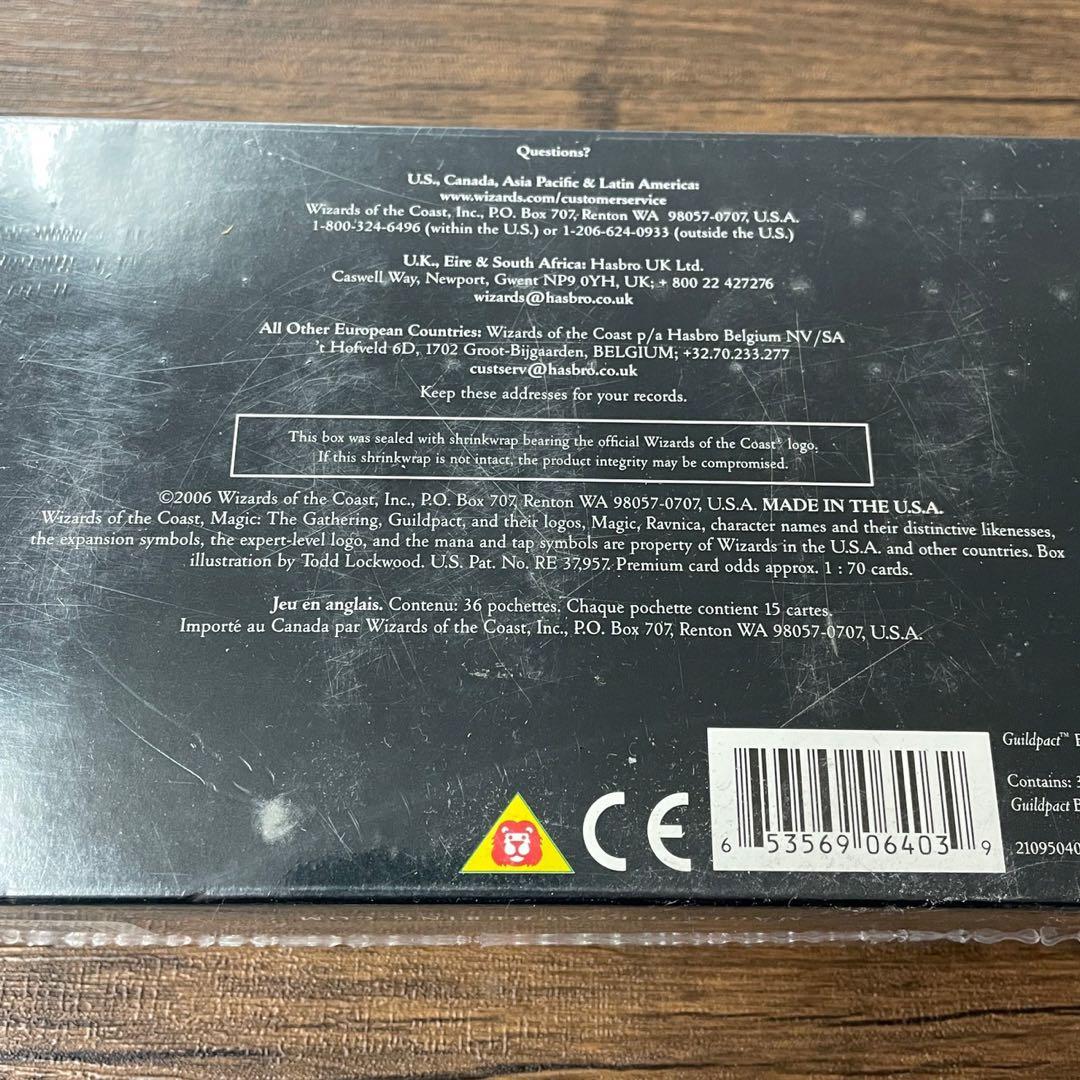 Questions?
U.S., Canada, Asia Pacific & Latin America:
www.wizards.com/customerservice
Wizards of the Coast, Inc., P.O. Box 707, Renton WA 98057-0707, U.S.A.
1-800-324-6496 (within the U.S.) or 1-206-624-0933 (outside the U.S.)
U.K., Eire & South Africa: Hasbro UK Ltd.
Caswell Way, Newport, Gwent NP9 0YH, UK; + 800 22 427276
wizards@hasbro.co.uk
All Other European Countries: Wizards of the Coast p/a Hasbro Belgium NV/SA
't Hofveld 6D, 1702 Groot-Bijgaarden, BELGIUM; +32.70.233.277
custserv@hasbro.co.uk
Keep these addresses for your records.
This box was sealed with shrinkwrap bearing the official Wizards of the Coast® logo.
If this shrinkwrap is not intact, the product integrity may be compromised.
©2006 Wizards of the Coast, Inc., P.O. Box 707, Renton WA 98057-0707, U.S.A. MADE IN THE U.S.A.
Wizards of the Coast, Magic: The Gathering, Guildpact, and their logos, Magic, Ravnica, character names and their distinctive likenesses,
the expansion symbols, the expert-level logo, and the mana and tap symbols are property of Wizards in the U.S.A. and other countries. Box
illustration by Todd Lockwood. U.S. Pat. No. RE 37,957. Premium card odds approx. 1 : 70 cards.
Jeu en anglais. Contenu: 36 pochettes. Chaque pochette contient 15 cartes.
Importé au Canada par Wizards of the Coast, Inc., P.O. Box 707, Renton WA 98057-0707, U.S.A.
Guildpact™
Contains: 3
Guildpact
CE
6 53569 06403 9
21095040